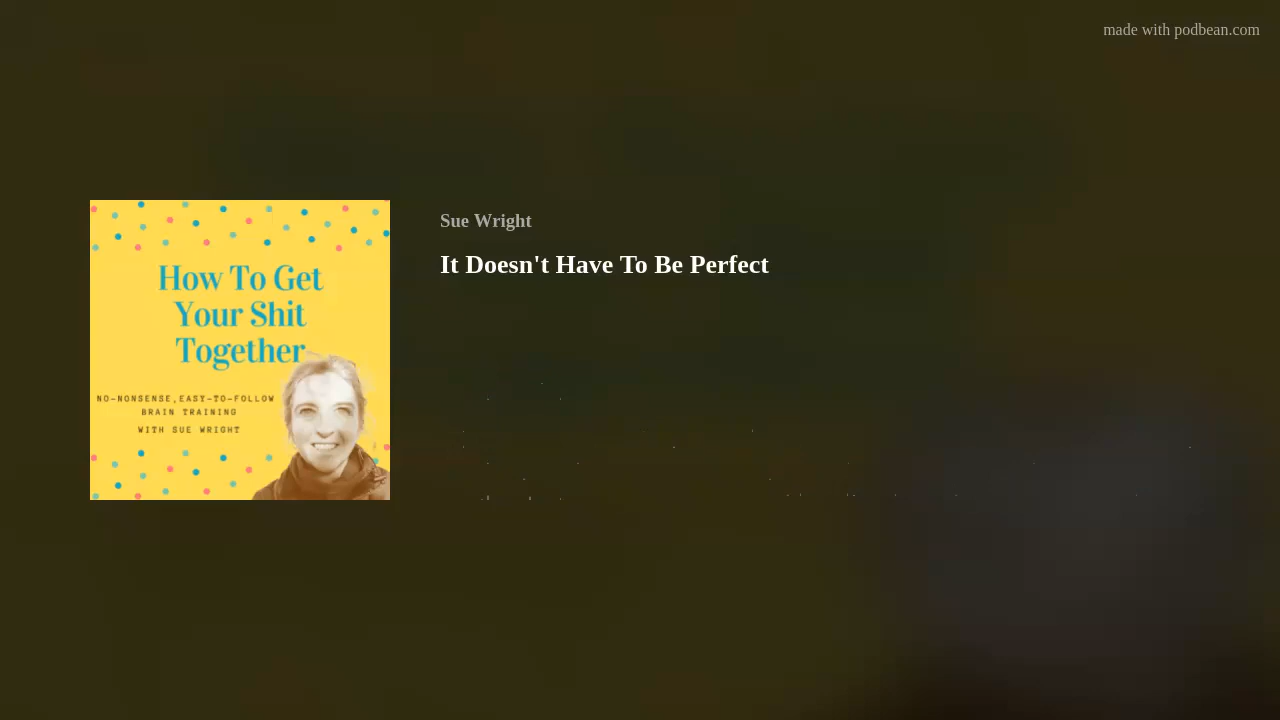 made with podbean.com
Sue Wright
It Doesn't Have To Be Perfect
How To Get
Your Shit
Together
NO-NONSENSE, EASY-TO-FOLLOW
BRAIN TRAINING
WITH SUE WRIGHT